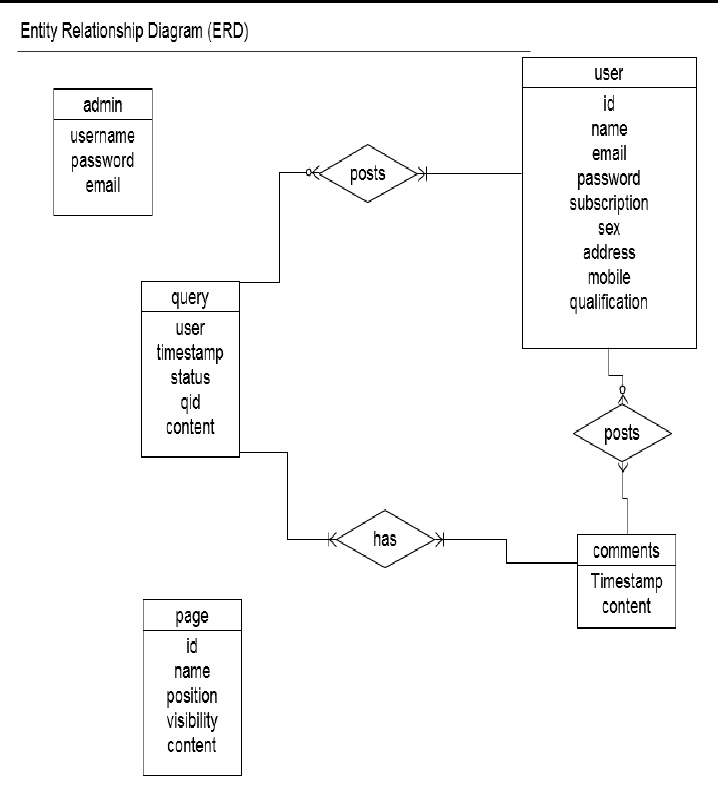 Entity Relationship Diagram (ERD)
admin
username
password
email
posts
user
id
name
email
password
subscription
sex
address
mobile
qualification
query
user
timestamp
status
qid
content
posts
has
comments
Timestamp
content
page
id
name
position
visibility
content